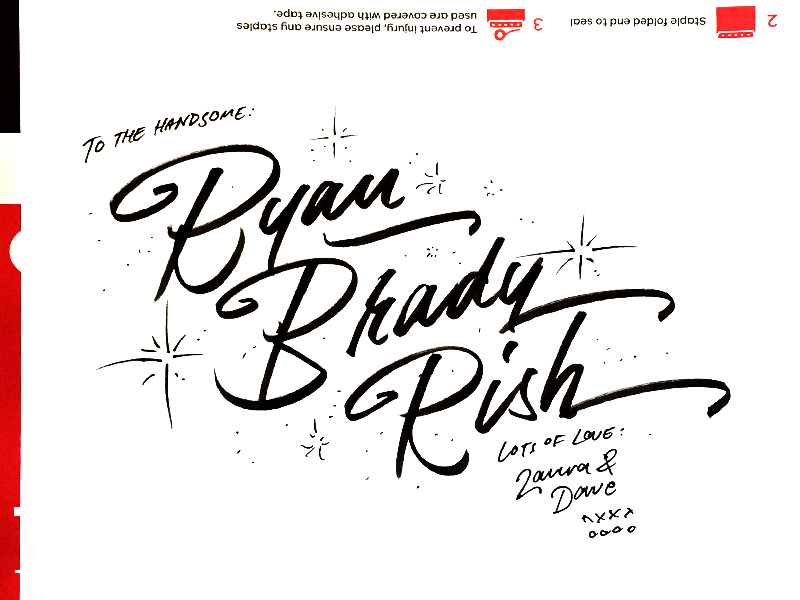 2
Staple folded end to seal
3
To prevent injury, please ensure any staples
used are covered with adhesive tape.
TO THE HANDSOME:
Ryan
Brady
Rish
LOTS OF LOVE:
Laura &
Dave
xxxx
oooo